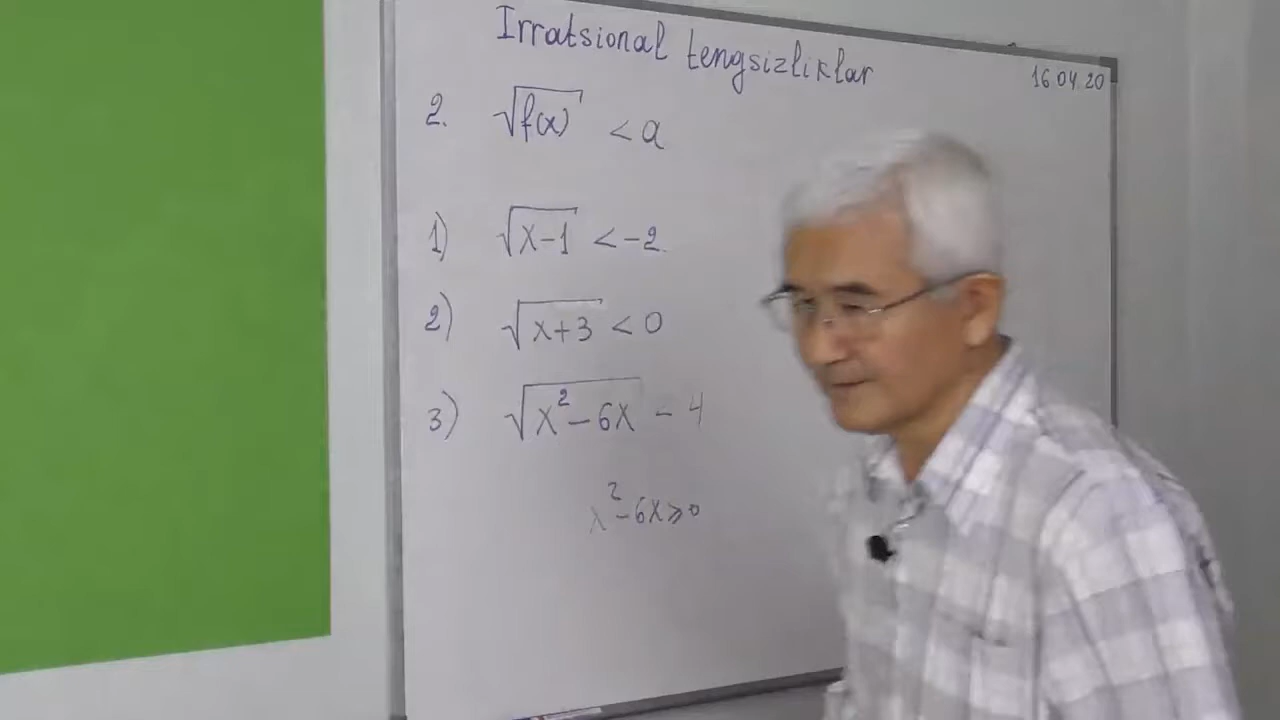 Irratsional tengsizliklar
16.04.20
2. √f(x) < a
1) √x-1 < -2
2) √x+3 < 0
3) √x²-6x - 4
x²-6x ⩾ 0